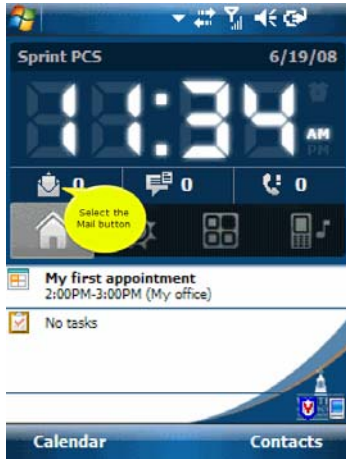 Sprint PCS 6/19/08
11:34 AM
PM
0 0 0
Select the
Mail button
My first appointment
2:00PM-3:00PM (My office)
No tasks
Calendar Contacts